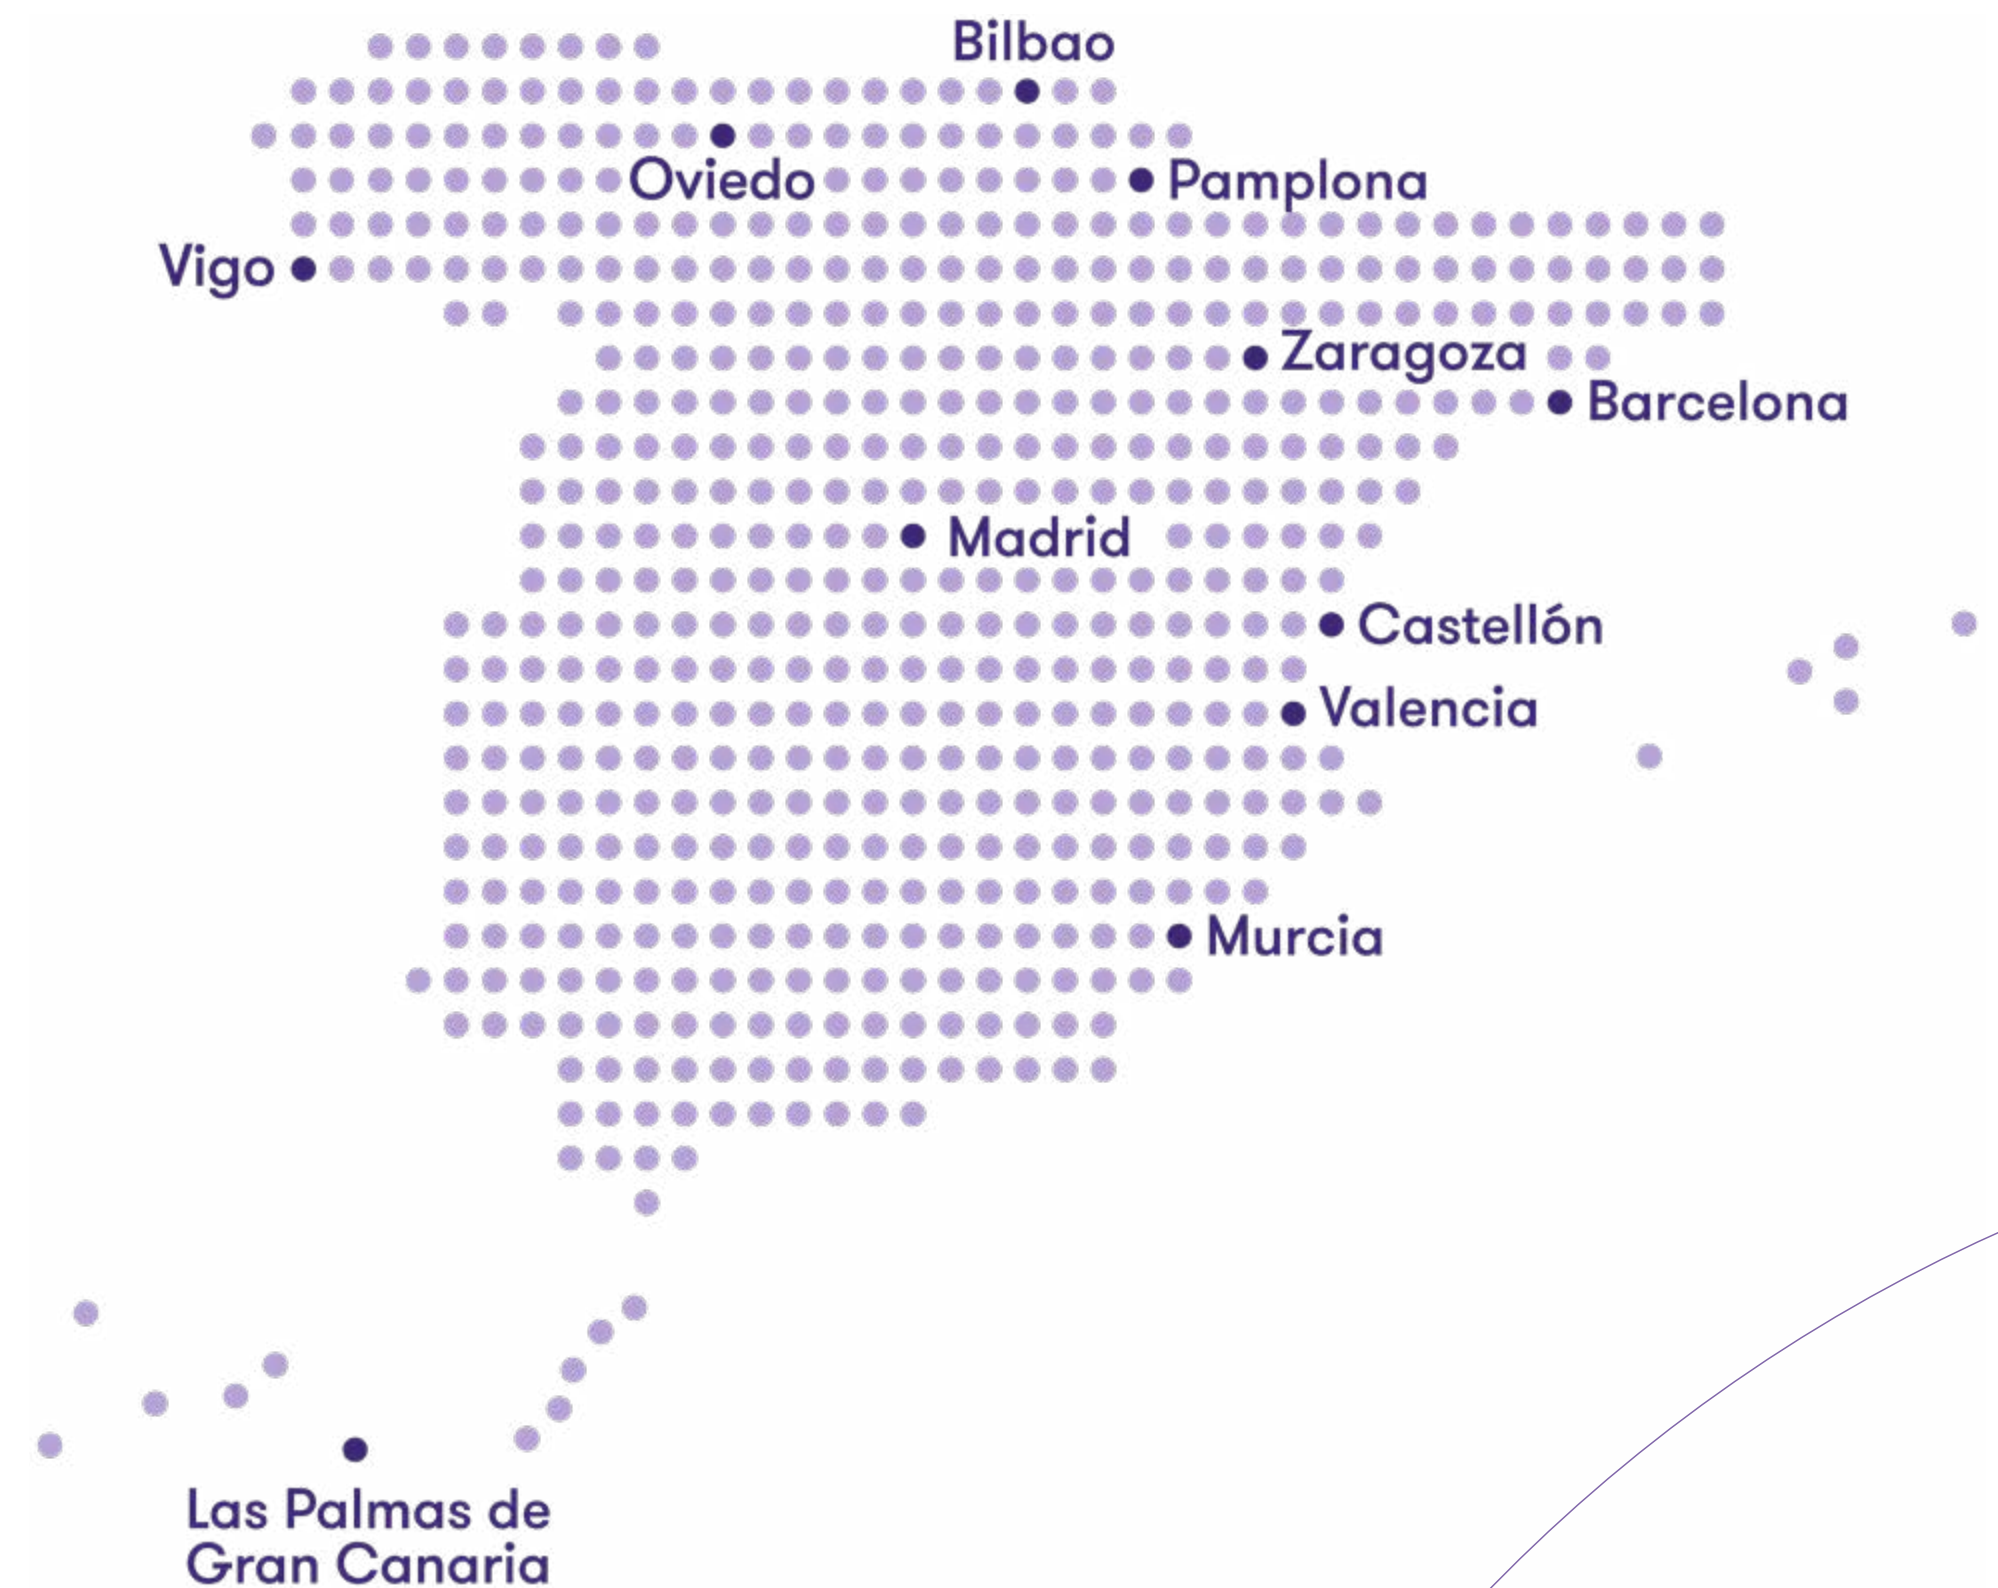 Bilbao
Oviedo
Pamplona
Vigo
Zaragoza
Barcelona
Madrid
Castellón
Valencia
Murcia
Las Palmas de
Gran Canaria